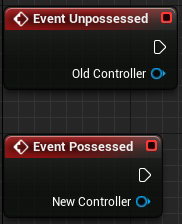 Event Unpossessed
Old Controller
Event Possessed
New Controller